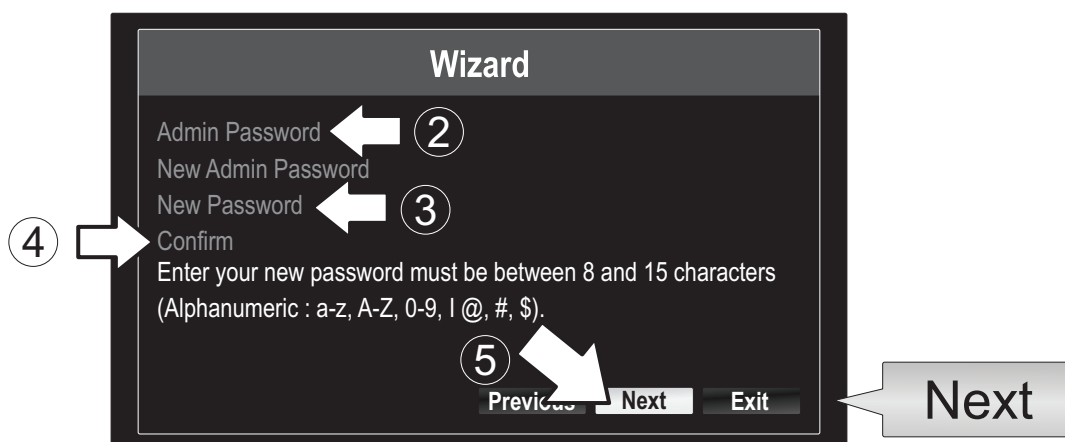 Wizard
Admin Password
②
New Admin Password
New Password
③
④
Confirm
Enter your new password must be between 8 and 15 characters
(Alphanumeric : a-z, A-Z, 0-9, I @, #, $).
⑤
Previous Next Exit
Next